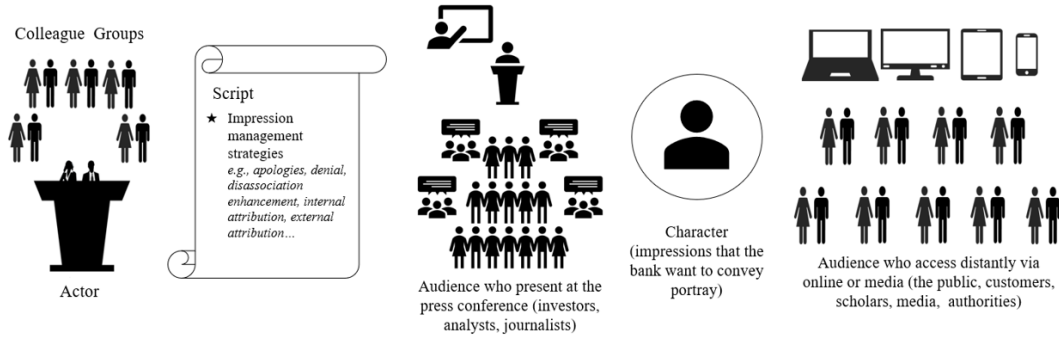 Colleague Groups
Actor
Script
★ Impression
management
strategies
e.g., apologies, denial,
disassociation
enhancement, internal
attribution, external
attribution…
Audience who present at the
press conference (investors,
analysts, journalists)
Character
(impressions that the
bank want to convey
portray)
Audience who access distantly via
online or media (the public, customers,
scholars, media, authorities)